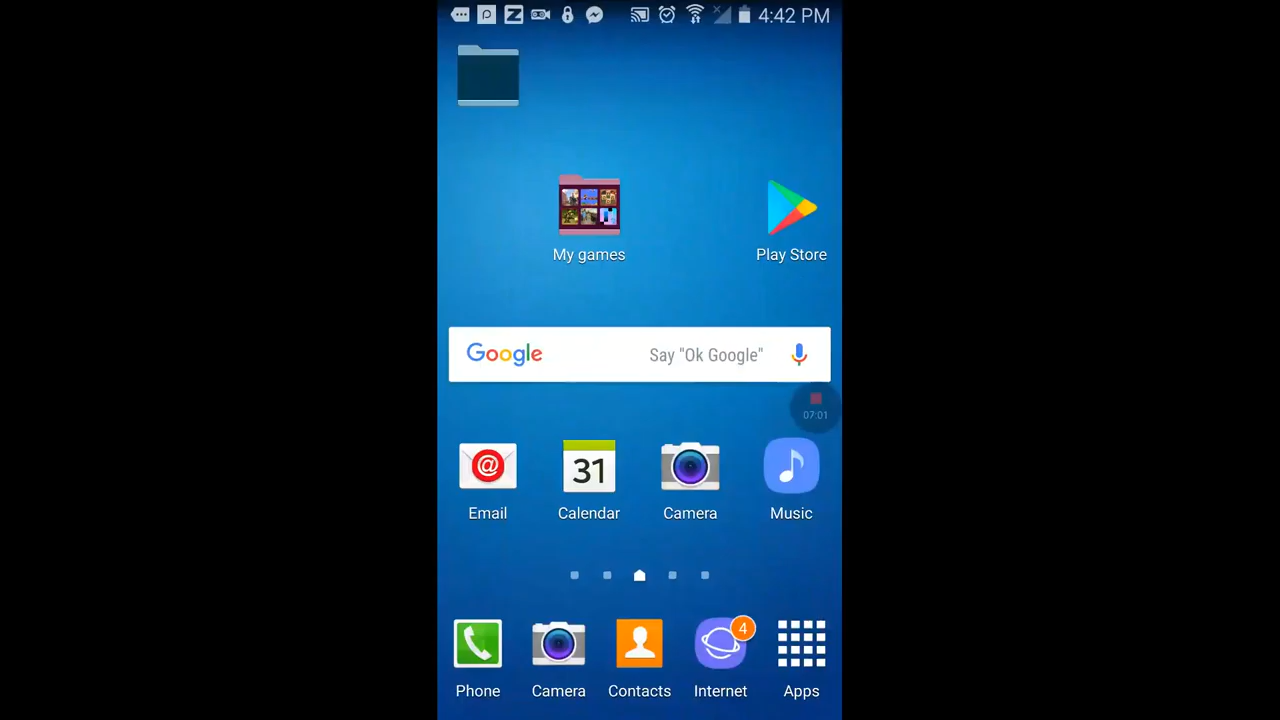 4:42 PM
My games
Play Store
Google Say "Ok Google"
07:01
@
31
Email Calendar Camera Music
4
Phone Camera Contacts Internet Apps